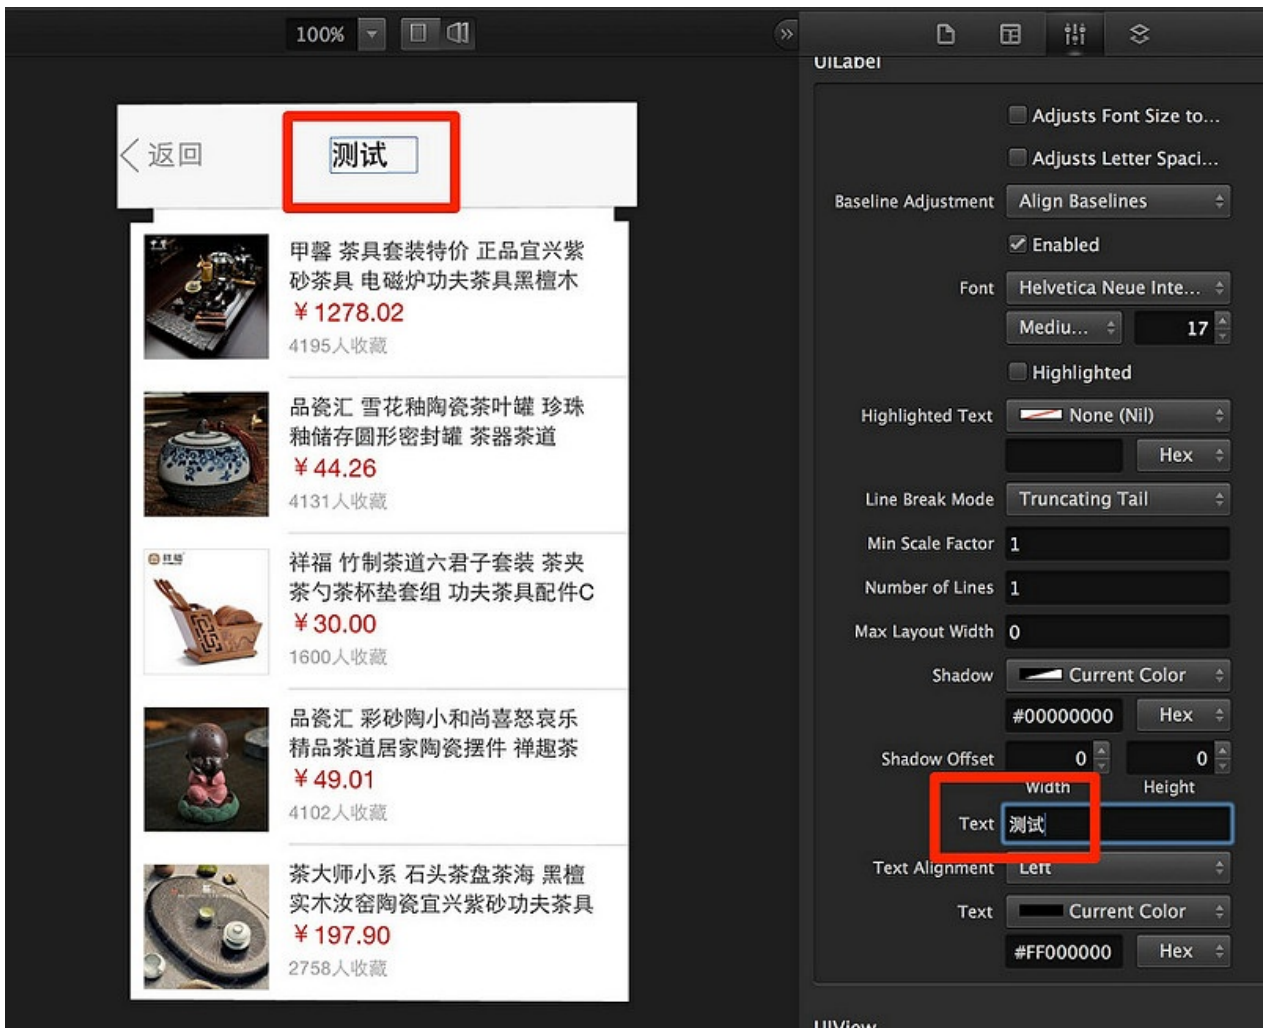 100%
UILabel
Adjusts Font Size to...
Adjusts Letter Spaci...
Baseline Adjustment Align Baselines
Enabled
Font Helvetica Neue Inte...
Mediu... 17
Highlighted
Highlighted Text None (Nil)
Hex
Line Break Mode Truncating Tail
Min Scale Factor 1
Number of Lines 1
Max Layout Width 0
Shadow Current Color
#00000000 Hex
Shadow Offset 0 0
Width Height
Text 测试
Text Alignment Left
Text Current Color
#FF000000 Hex
UIView
返回
测试
甲馨 茶具套装特价 正品宜兴紫
砂茶具 电磁炉功夫茶具黑檀木
￥1278.02
4195人收藏
品瓷汇 雪花釉陶瓷茶叶罐 珍珠
釉储存圆形密封罐 茶器茶道
￥44.26
4131人收藏
祥福
祥福 竹制茶道六君子套装 茶夹
茶勺茶杯垫套组 功夫茶具配件C
￥30.00
1600人收藏
品瓷汇 彩砂陶小和尚喜怒哀乐
精品茶道居家陶瓷摆件 禅趣茶
￥49.01
4102人收藏
茶大师小系 石头茶盘茶海 黑檀
实木汝窑陶瓷宜兴紫砂功夫茶具
￥197.90
2758人收藏